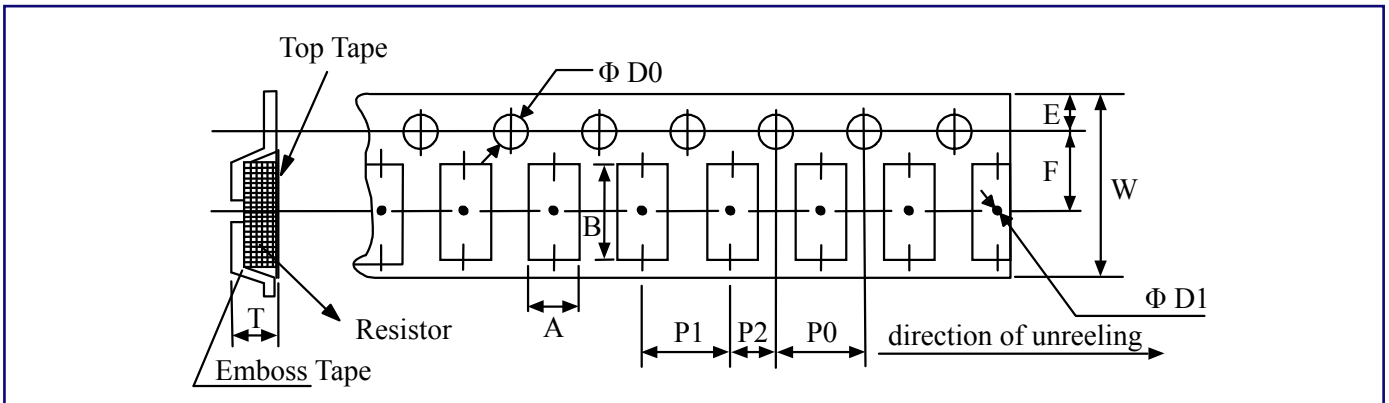 Top Tape
Φ D0
E
F
W
B
Φ D1
T
Resistor
A
P1
P2
P0
direction of unreeling
Emboss Tape